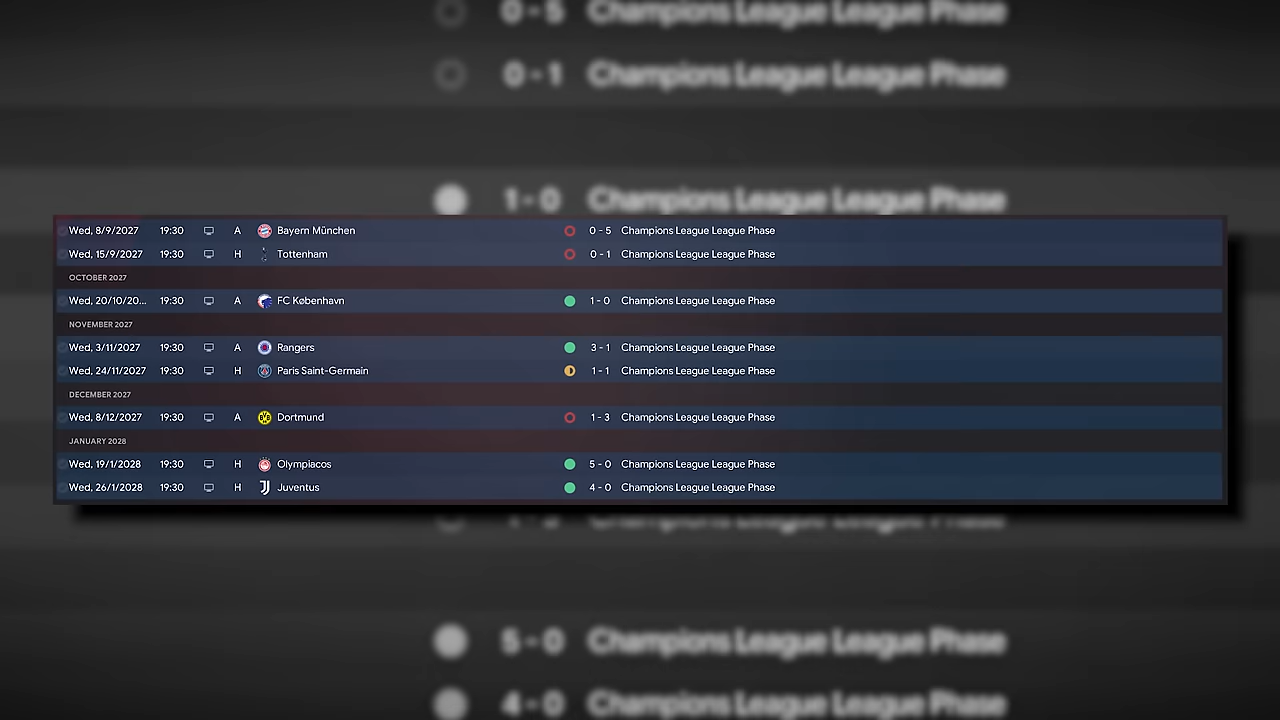 0 - 5 Champions League League Phase
0 - 1 Champions League League Phase
1 - 0 Champions League League Phase
Wed, 8/9/2027 19:30 A Bayern München 0 - 5 Champions League League Phase
Wed, 15/9/2027 19:30 H Tottenham 0 - 1 Champions League League Phase
OCTOBER 2027
Wed, 20/10/20... 19:30 A FC København 1 - 0 Champions League League Phase
NOVEMBER 2027
Wed, 3/11/2027 19:30 A Rangers 3 - 1 Champions League League Phase
Wed, 24/11/2027 19:30 H Paris Saint-Germain 1 - 1 Champions League League Phase
DECEMBER 2027
Wed, 8/12/2027 19:30 A Dortmund 1 - 3 Champions League League Phase
JANUARY 2028
Wed, 19/1/2028 19:30 H Olympiacos 5 - 0 Champions League League Phase
Wed, 26/1/2028 19:30 H Juventus 4 - 0 Champions League League Phase
Champions League League Phase
5 - 0 Champions League League Phase
4 - 0 Champions League League Phase